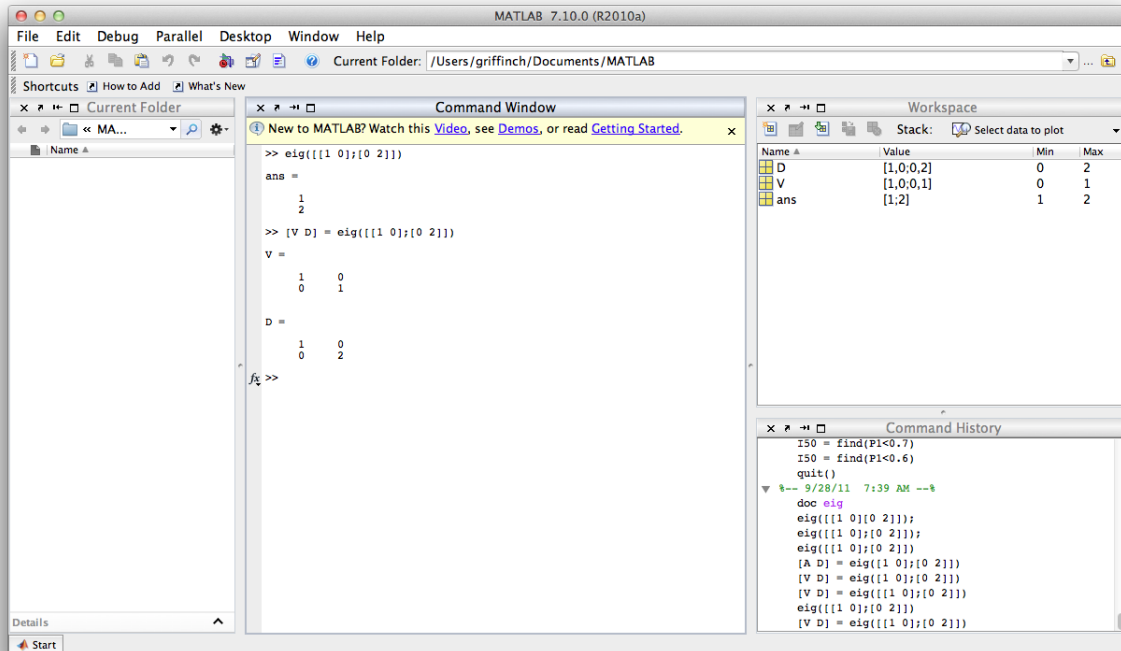 MATLAB 7.10.0 (R2010a)
File Edit Debug Parallel Desktop Window Help
Current Folder: /Users/griffinch/Documents/MATLAB ...
Shortcuts How to Add What's New
Current Folder
« MA...
Name
Details
Start
Command Window
New to MATLAB? Watch this Video, see Demos, or read Getting Started.
>> eig([[1 0];[0 2]])
ans =
1
2
>> [V D] = eig([[1 0];[0 2]])
V =
1 0
0 1
D =
1 0
0 2
fx >>
Workspace
Stack: Select data to plot
Name Value Min Max
D [1,0;0,2] 0 2
V [1,0;0,1] 0 1
ans [1;2] 1 2
Command History
I50 = find(P1<0.7)
I50 = find(P1<0.6)
quit()
%-- 9/28/11 7:39 AM --%
doc eig
eig([[1 0][0 2]]);
eig([[1 0];[0 2]]);
eig([[1 0];[0 2]])
[A D] = eig([1 0];[0 2]])
[V D] = eig([1 0];[0 2]])
[V D] = eig([[1 0];[0 2]])
eig([[1 0];[0 2]])
[V D] = eig([[1 0];[0 2]])